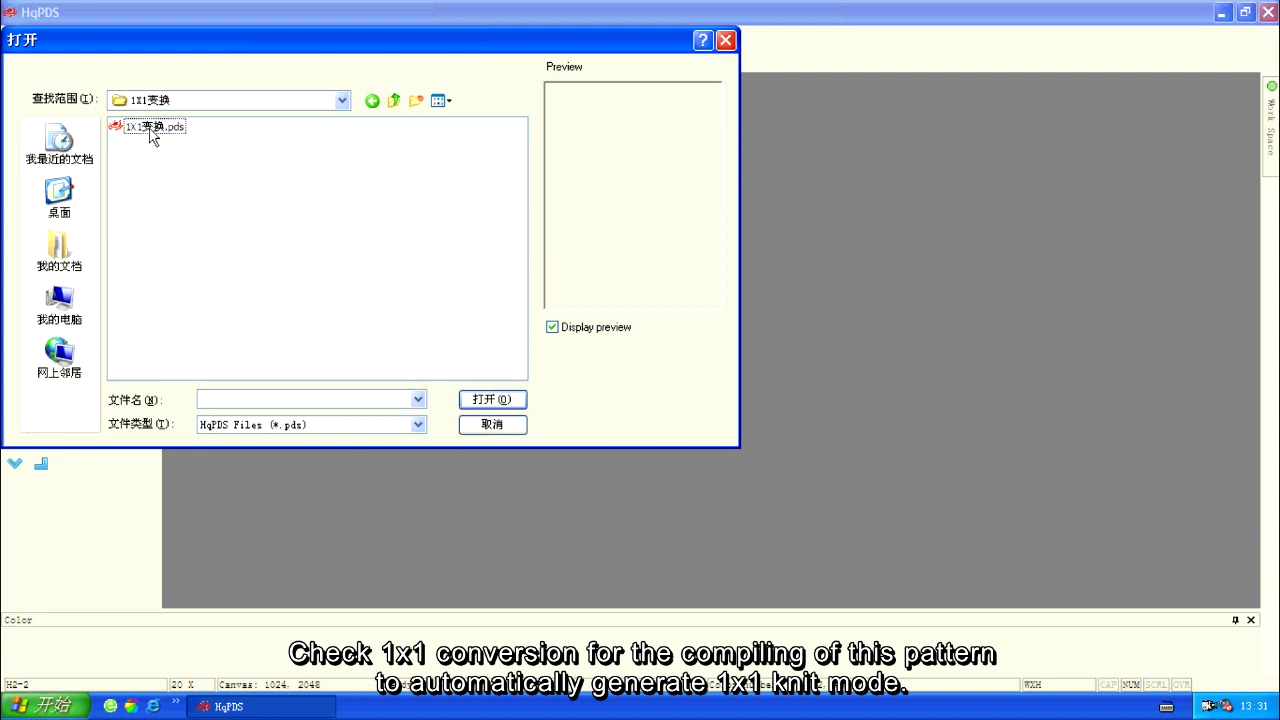 HqPDS
打开
Preview
查找范围(I):
1X1变换
1X1变换.pds
我最近的文档
桌面
我的文档
我的电脑
网上邻居
Display preview
文件名(N):
打开(O)
文件类型(T):
HqPDS Files (*.pds)
取消
Work Space
Color
Check 1x1 conversion for the compiling of this pattern
to automatically generate 1x1 knit mode.
H2-2
20 X
Canvas: 1024, 2048
WXH
CAP
NUM
SCRL
OVR
开始
HqPDS
13:31